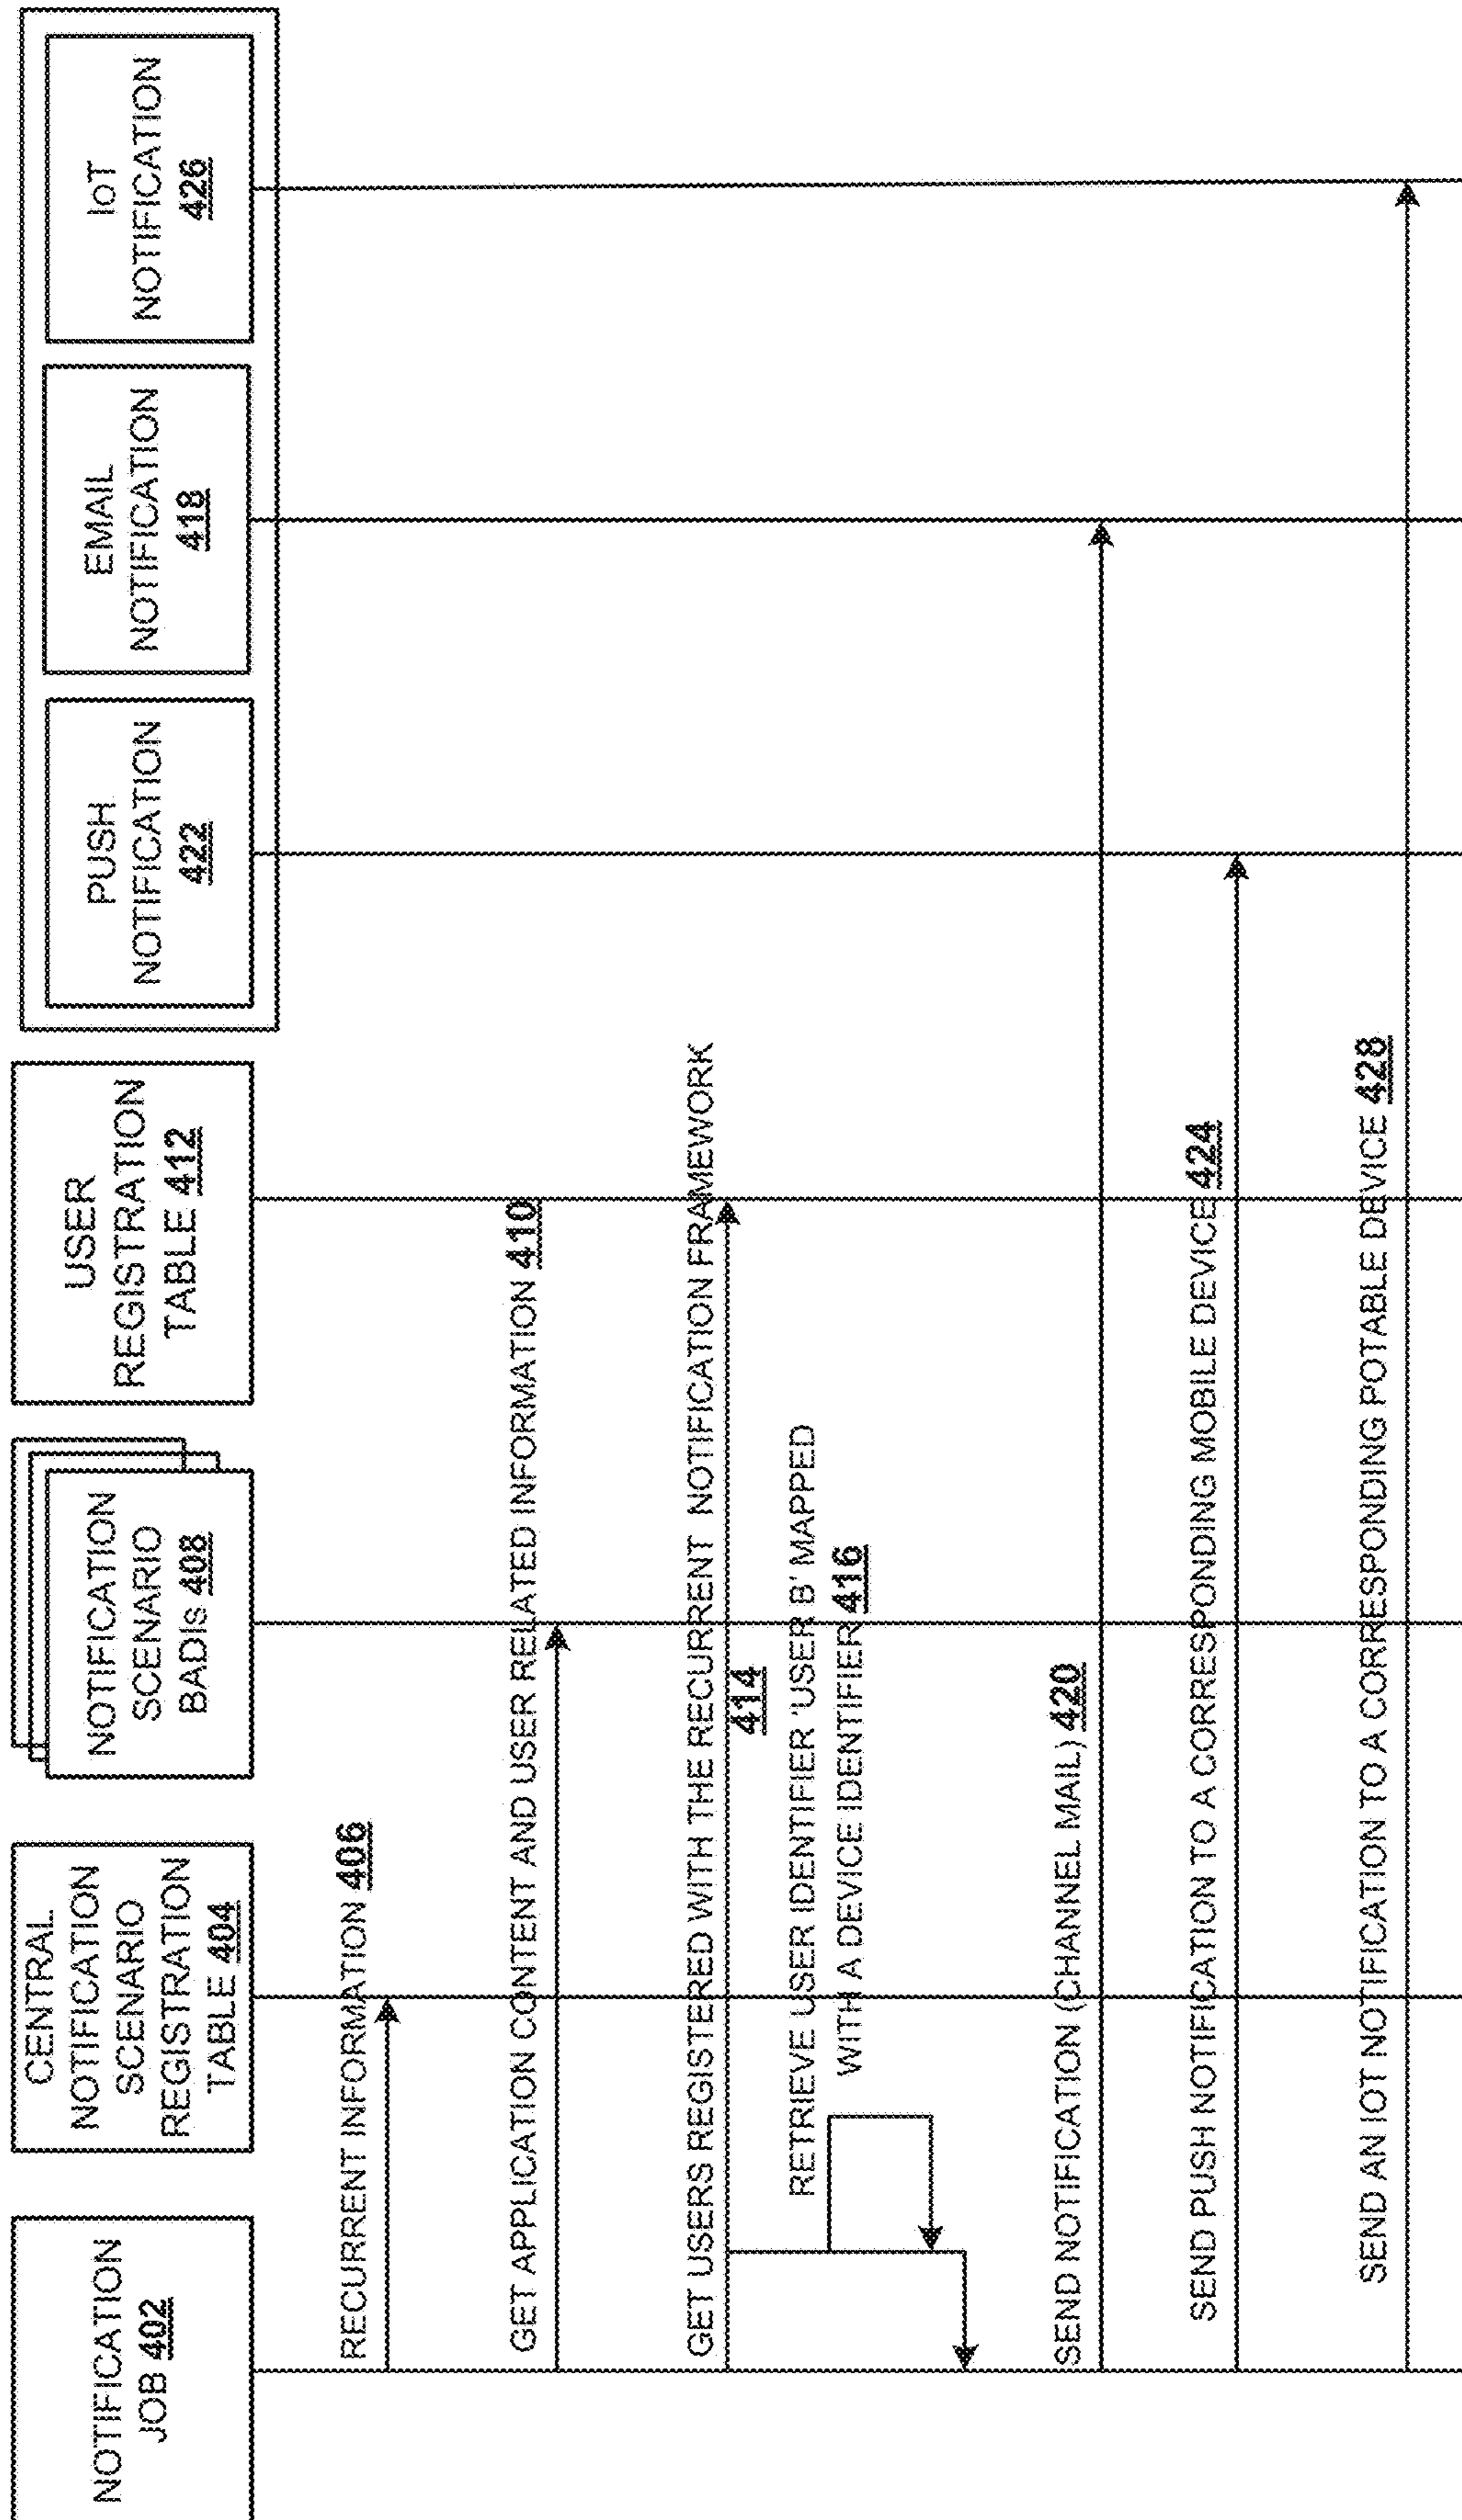 NOTIFICATION
JOB 402
CENTRAL
NOTIFICATION
SCENARIO
REGISTRATION
TABLE 404
NOTIFICATION
SCENARIO
BADIs 408
USER
REGISTRATION
TABLE 412
PUSH
NOTIFICATION
422
EMAIL
NOTIFICATION
418
IoT
NOTIFICATION
426
RECURRENT INFORMATION 406
GET APPLICATION CONTENT AND USER RELATED INFORMATION 410
GET USERS REGISTERED WITH THE RECURRENT NOTIFICATION FRAMEWORK
414
RETRIEVE USER IDENTIFIER 'USER B' MAPPED
WITH A DEVICE IDENTIFIER 416
SEND NOTIFICATION (CHANNEL MAIL) 420
SEND PUSH NOTIFICATION TO A CORRESPONDING MOBILE DEVICE 424
SEND AN IOT NOTIFICATION TO A CORRESPONDING POTABLE DEVICE 428